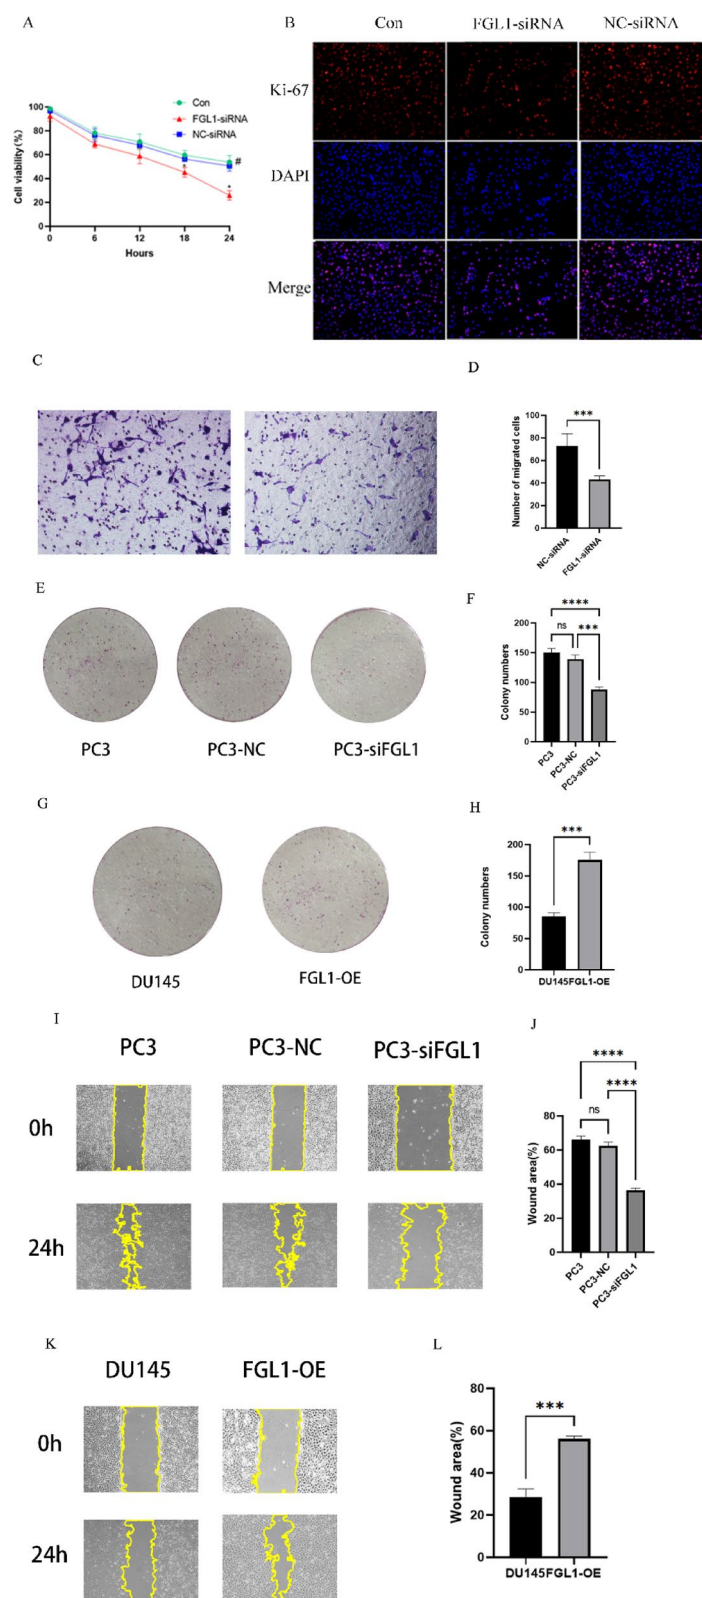 A
Con
FGL1-siRNA
NC-siRNA
Cell viability(%)
100
80
60
40
20
0
#
*
*
0 6 12 18 24
Hours
B
Con FGL1-siRNA NC-siRNA
Ki-67
DAPI
Merge
C
D
***
Number of migrated cells
100
80
60
40
20
0
NC-siRNA
FGL1-siRNA
E
PC3 PC3-NC PC3-siFGL1
F
****
ns ***
Colony numbers
200
150
100
50
0
PC3
PC3-NC
PC3-siFGL1
G
DU145 FGL1-OE
H
***
Colony numbers
200
150
100
50
0
DU145FGL1-OE
I
PC3 PC3-NC PC3-siFGL1
0h
24h
J
****
****
ns
Wound area(%)
80
60
40
20
0
PC3
PC3-NC
PC3-siFGL1
K
DU145 FGL1-OE
0h
24h
L
***
Wound area(%)
80
60
40
20
0
DU145FGL1-OE